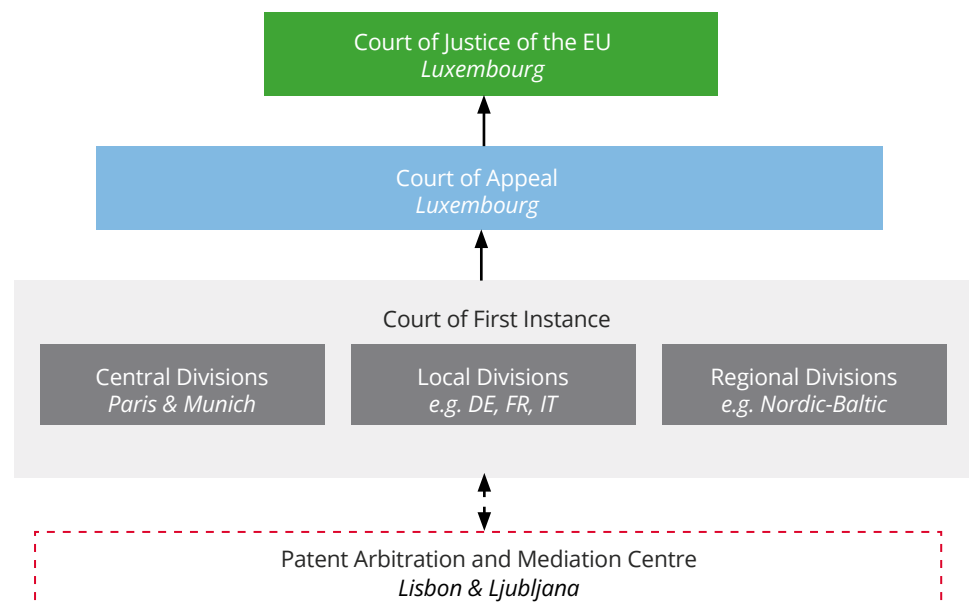 Court of Justice of the EU
Luxembourg
Court of Appeal
Luxembourg
Court of First Instance
Central Divisions
Paris & Munich
Local Divisions
e.g. DE, FR, IT
Regional Divisions
e.g. Nordic-Baltic
Patent Arbitration and Mediation Centre
Lisbon & Ljubljana